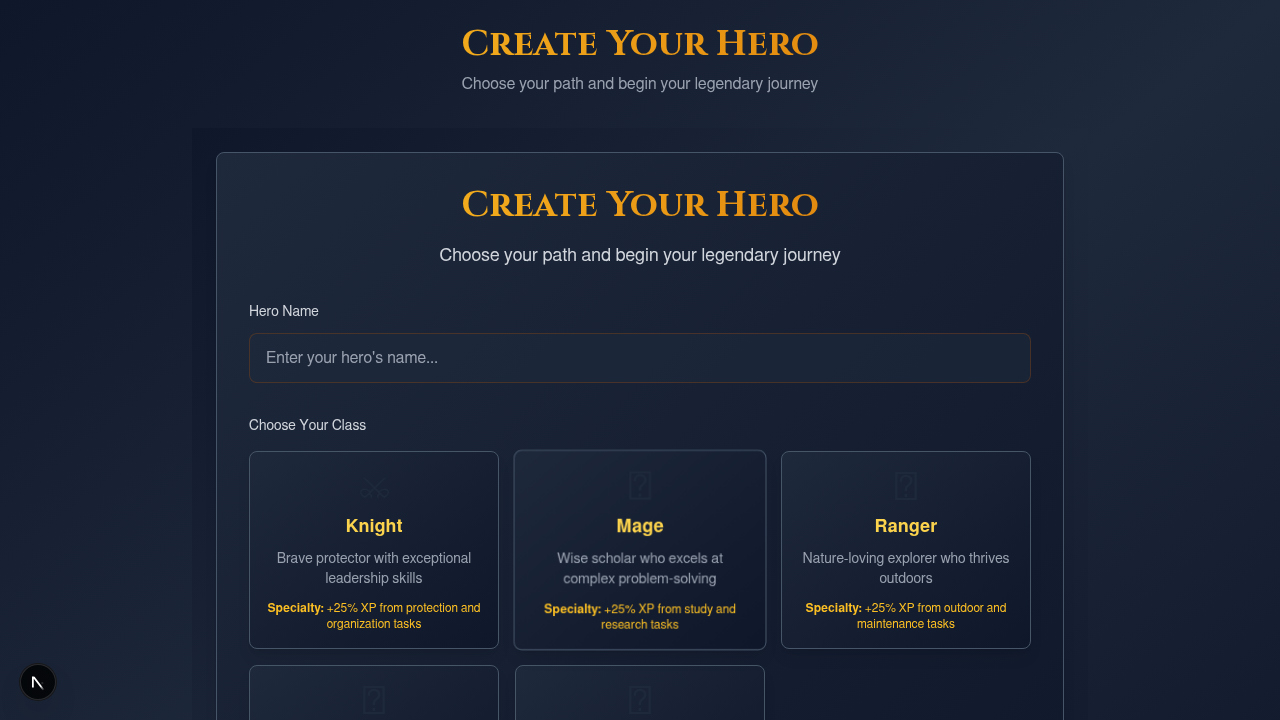 Create Your Hero
Choose your path and begin your legendary journey
Create Your Hero
Choose your path and begin your legendary journey
Hero Name
Enter your hero's name...
Choose Your Class
Knight
Brave protector with exceptional
leadership skills
Specialty: +25% XP from protection and
organization tasks
Mage
Wise scholar who excels at
complex problem-solving
Specialty: +25% XP from study and
research tasks
Ranger
Nature-loving explorer who thrives
outdoors
Specialty: +25% XP from outdoor and
maintenance tasks